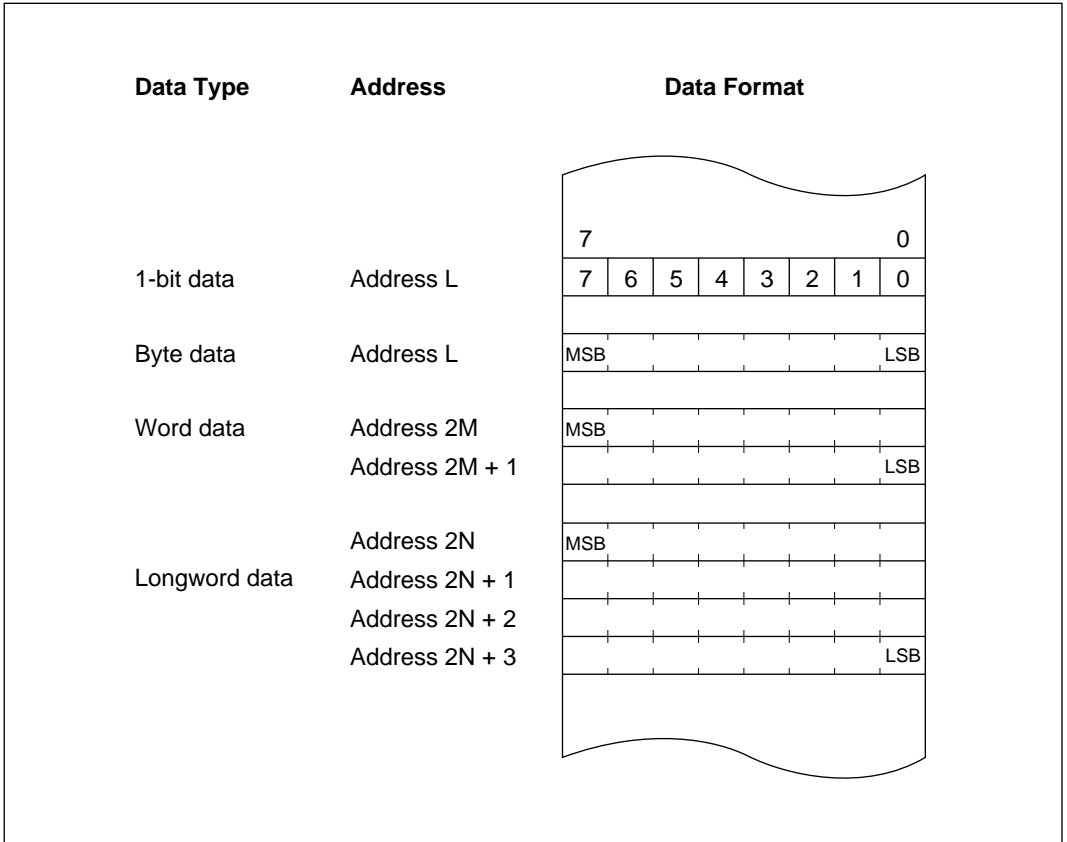 Data Type Address Data Format
7 0
1-bit data Address L 7 6 5 4 3 2 1 0
Byte data Address L MSB LSB
Word data Address 2M MSB
Address 2M + 1 LSB
Address 2N MSB
Longword data Address 2N + 1
Address 2N + 2
Address 2N + 3 LSB